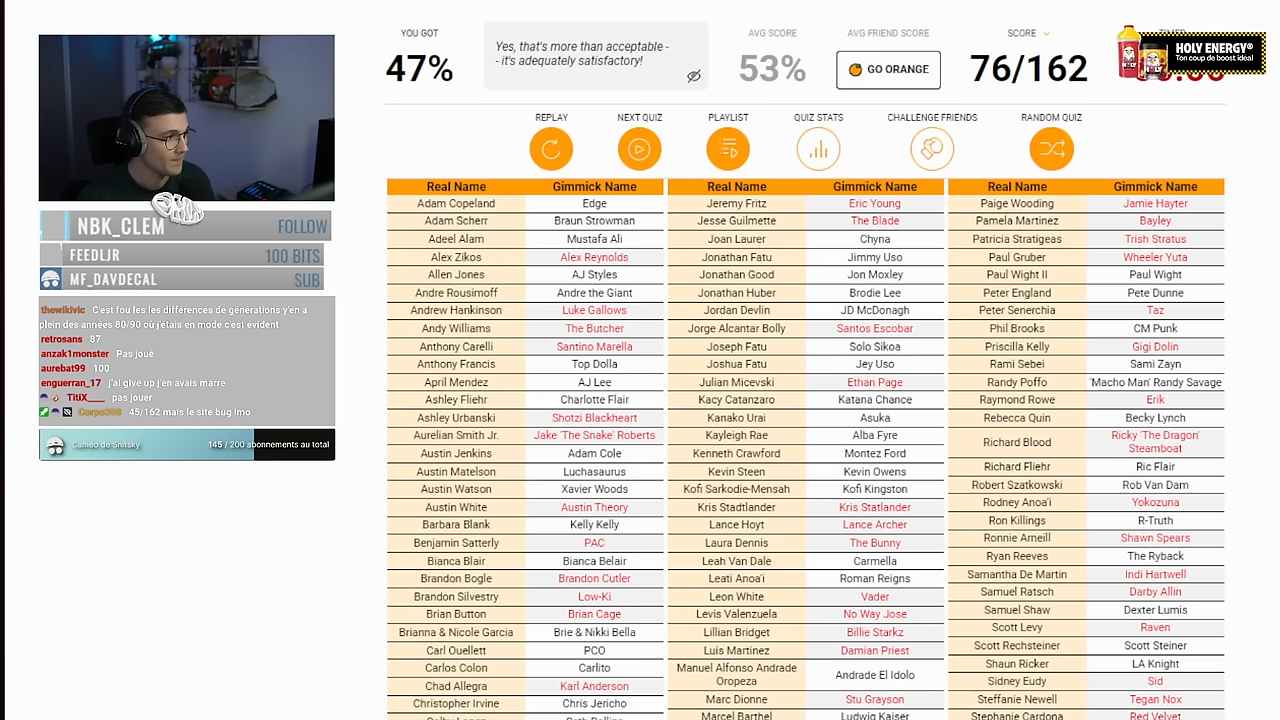 YOU GOT
47%
Yes, that's more than acceptable -
- it's adequately satisfactory!
AVG SCORE
53%
AVG FRIEND SCORE
GO ORANGE
SCORE
76/162
HOLY ENERGY®
Ton coup de boost idéal
REPLAY
NEXT QUIZ
PLAYLIST
QUIZ STATS
CHALLENGE FRIENDS
RANDOM QUIZ
NBK_CLEM FOLLOW
FEEDLJR 100 BITS
MF_DAVDECAL SUB
thewikivic C'est fou les les différences de générations y'en a
plein des années 80/90 où j'étais en mode c'est évident
retrosans 87
anzak1monster Pas joué
aurebat99 100
enguerran_17 j'ai give up j'en avais marre
TitiX___ pas jouer
Corpo308 45/162 mais le site bug lmo
Caméo de Snitsky 145 / 200 abonnements au total
Real Name Gimmick Name
Adam Copeland Edge
Adam Scherr Braun Strowman
Adeel Alam Mustafa Ali
Alex Zikos Alex Reynolds
Allen Jones AJ Styles
Andre Rousimoff Andre the Giant
Andrew Hankinson Luke Gallows
Andy Williams The Butcher
Anthony Carelli Santino Marella
Anthony Francis Top Dolla
April Mendez AJ Lee
Ashley Fliehr Charlotte Flair
Ashley Urbanski Shotzi Blackheart
Aurelian Smith Jr. Jake 'The Snake' Roberts
Austin Jenkins Adam Cole
Austin Matelson Luchasaurus
Austin Watson Xavier Woods
Austin White Austin Theory
Barbara Blank Kelly Kelly
Benjamin Satterly PAC
Bianca Blair Bianca Belair
Brandon Bogle Brandon Cutler
Brandon Silvestry Low-Ki
Brian Button Brian Cage
Brianna & Nicole Garcia Brie & Nikki Bella
Carl Ouellett PCO
Carlos Colon Carlito
Chad Allegra Karl Anderson
Christopher Irvine Chris Jericho
Real Name Gimmick Name
Jeremy Fritz Eric Young
Jesse Guilmette The Blade
Joan Laurer Chyna
Jonathan Fatu Jimmy Uso
Jonathan Good Jon Moxley
Jonathan Huber Brodie Lee
Jordan Devlin JD McDonagh
Jorge Alcantar Bolly Santos Escobar
Joseph Fatu Solo Sikoa
Joshua Fatu Jey Uso
Julian Micevski Ethan Page
Kacy Catanzaro Katana Chance
Kanako Urai Asuka
Kayleigh Rae Alba Fyre
Kenneth Crawford Montez Ford
Kevin Steen Kevin Owens
Kofi Sarkodie-Mensah Kofi Kingston
Kris Stadtlander Kris Statlander
Lance Hoyt Lance Archer
Laura Dennis The Bunny
Leah Van Dale Carmella
Leati Anoa'i Roman Reigns
Leon White Vader
Levis Valenzuela No Way Jose
Lillian Bridget Billie Starkz
Luis Martinez Damian Priest
Manuel Alfonso Andrade
Oropeza Andrade El Idolo
Marc Dionne Stu Grayson
Marcel Barthel Ludwig Kaiser
Real Name Gimmick Name
Paige Wooding Jamie Hayter
Pamela Martinez Bayley
Patricia Stratigeas Trish Stratus
Paul Gruber Wheeler Yuta
Paul Wight II Paul Wight
Peter England Pete Dunne
Peter Senerchia Taz
Phil Brooks CM Punk
Priscilla Kelly Gigi Dolin
Rami Sebei Sami Zayn
Randy Poffo 'Macho Man' Randy Savage
Raymond Rowe Erik
Rebecca Quin Becky Lynch
Richard Blood Ricky 'The Dragon'
Steamboat
Richard Fliehr Ric Flair
Robert Szatkowski Rob Van Dam
Rodney Anoa'i Yokozuna
Ron Killings R-Truth
Ronnie Arneill Shawn Spears
Ryan Reeves The Ryback
Samantha De Martin Indi Hartwell
Samuel Ratsch Darby Allin
Samuel Shaw Dexter Lumis
Scott Levy Raven
Scott Rechsteiner Scott Steiner
Shaun Ricker LA Knight
Sidney Eudy Sid
Steffanie Newell Tegan Nox
Stephanie Cardona Red Velvet